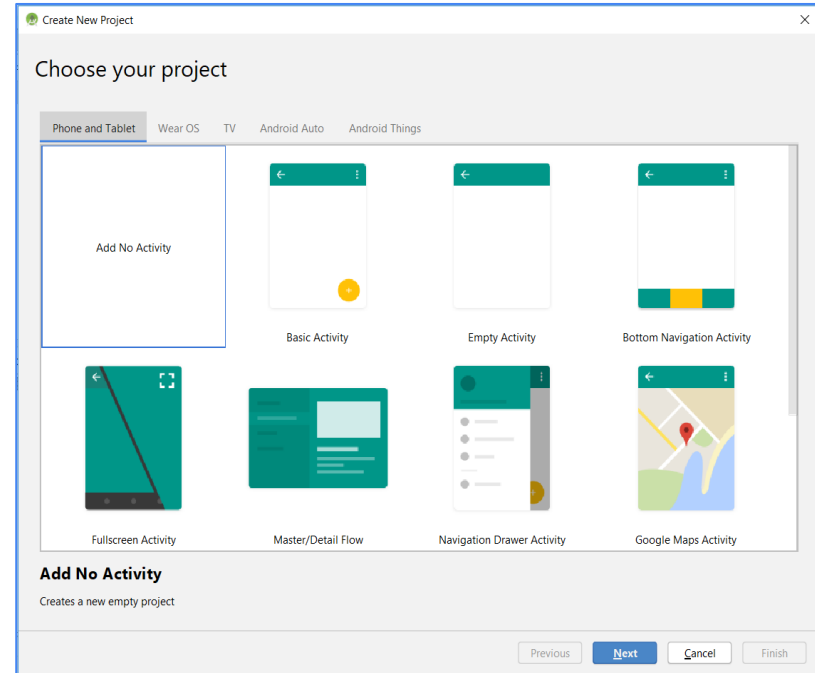 Create New Project
Choose your project
Phone and Tablet Wear OS TV Android Auto Android Things
Add No Activity
Basic Activity Empty Activity Bottom Navigation Activity
Fullscreen Activity Master/Detail Flow Navigation Drawer Activity Google Maps Activity
Add No Activity
Creates a new empty project
Previous Next Cancel Finish